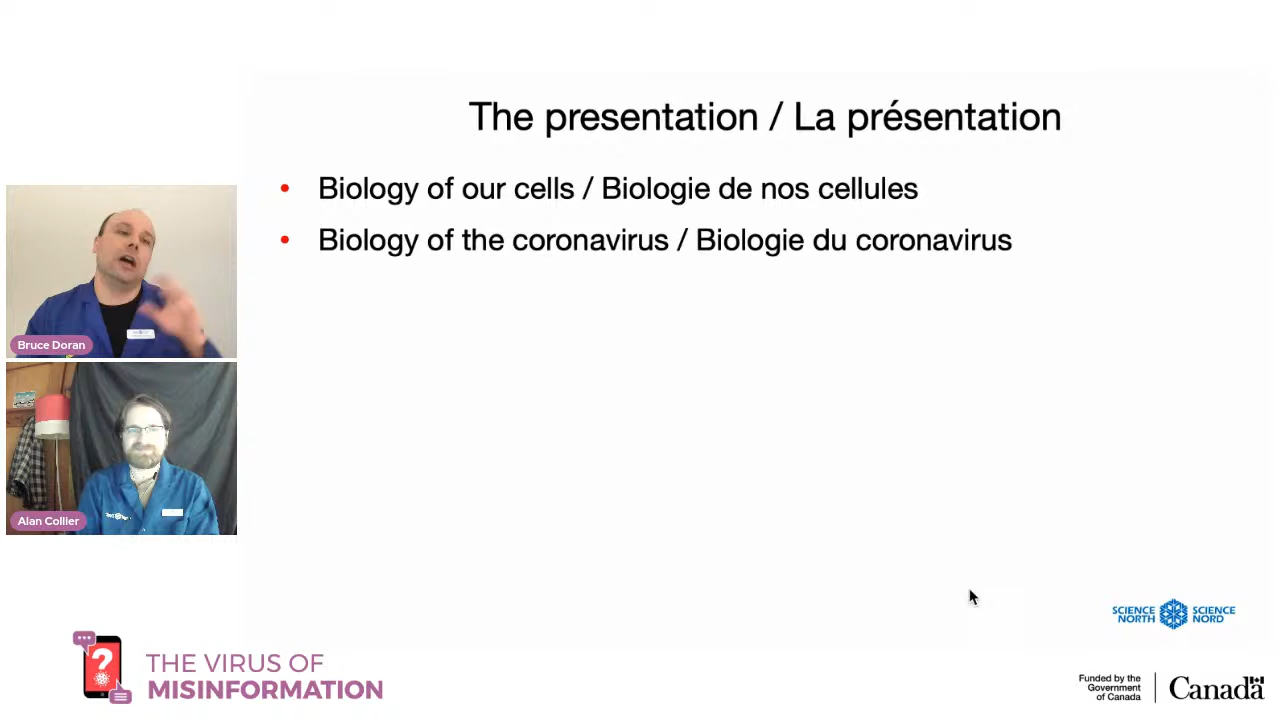 The presentation / La présentation
• Biology of our cells / Biologie de nos cellules
• Biology of the coronavirus / Biologie du coronavirus
Bruce Doran
Alan Collier
SCIENCE NORTH
SCIENCE NORD
?
THE VIRUS OF
MISINFORMATION
Funded by the
Government
of Canada
Canada